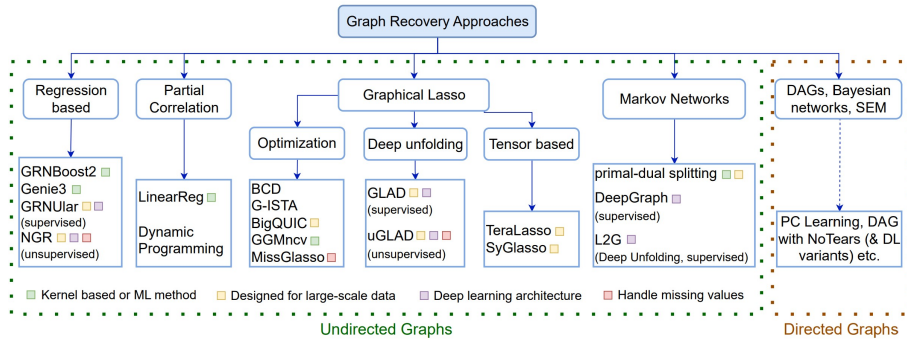 Graph Recovery Approaches
Regression
based
Partial
Correlation
Graphical Lasso
Markov Networks
DAGs, Bayesian
networks, SEM
Optimization
Deep unfolding
Tensor based
GRNBoost2
Genie3
GRNUlar
(supervised)
NGR
(unsupervised)
LinearReg
Dynamic
Programming
BCD
G-ISTA
BigQUIC
GGMncv
MissGlasso
GLAD
(supervised)
uGLAD
(unsupervised)
TeraLasso
SyGlasso
primal-dual splitting
DeepGraph
(supervised)
L2G
(Deep Unfolding, supervised)
PC Learning, DAG
with NoTears (& DL
variants) etc.
Kernel based or ML method
Designed for large-scale data
Deep learning architecture
Handle missing values
Undirected Graphs
Directed Graphs